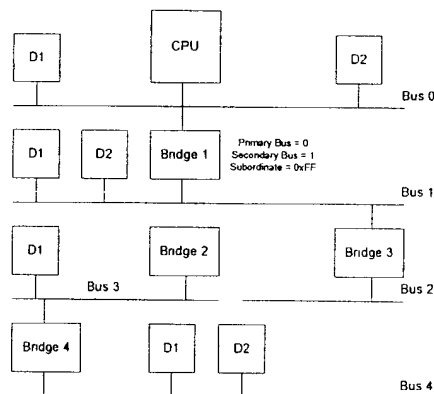 D1
CPU
D2
Bus 0
D1
D2
Bridge 1
Primary Bus = 0
Secondary Bus = 1
Subordinate = 0xFF
Bus 1
D1
Bridge 2
Bridge 3
Bus 3
Bus 2
Bridge 4
D1
D2
Bus 4